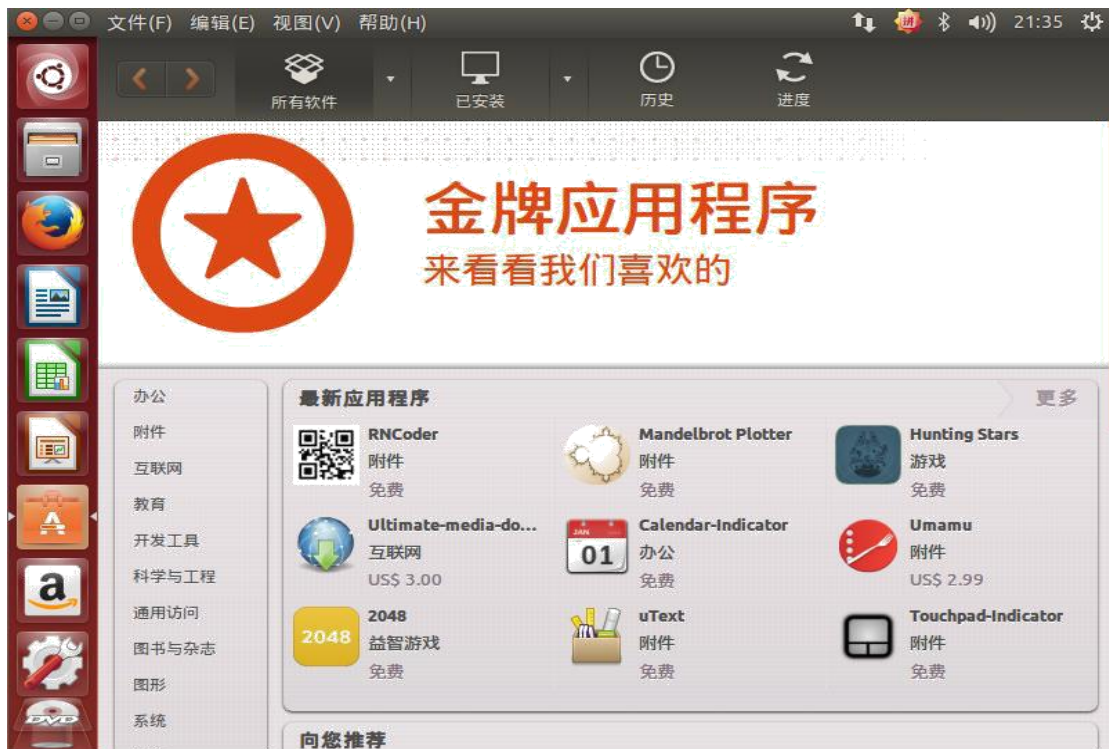 文件(F) 编辑(E) 视图(V) 帮助(H)
拼
21:35
所有软件
已安装
历史
进度
金牌应用程序
来看看我们喜欢的
办公
附件
互联网
教育
开发工具
科学与工程
通用访问
图书与杂志
图形
系统
最新应用程序
更多
RNCoder
附件
免费
Mandelbrot Plotter
附件
免费
Hunting Stars
游戏
免费
Ultimate-media-do...
互联网
US$ 3.00
JAN
01
Calendar-Indicator
办公
免费
Umamu
附件
US$ 2.99
2048
2048
益智游戏
免费
uText
附件
免费
Touchpad-Indicator
附件
免费
向您推荐
a
DVD